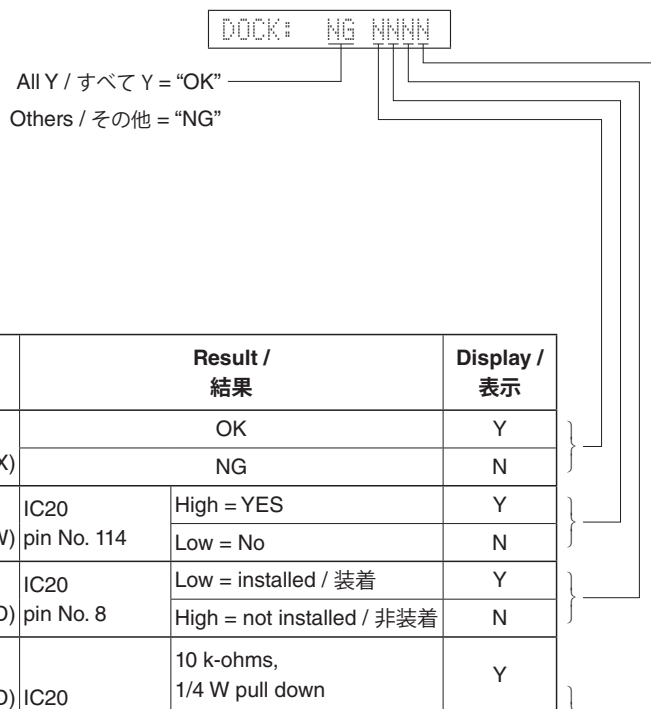 DOCK: NG NNNN
All Y / すべて Y = “OK”
Others / その他 = “NG”
Result /
結果
Display /
表示
OK
Y
X)
NG
N
IC20
High = YES
Y
W) pin No. 114
Low = No
N
IC20
Low = installed / 装着
Y
D) pin No. 8
High = not installed / 非装着
N
10 k-ohms,
1/4 W pull down
Y
D) IC20